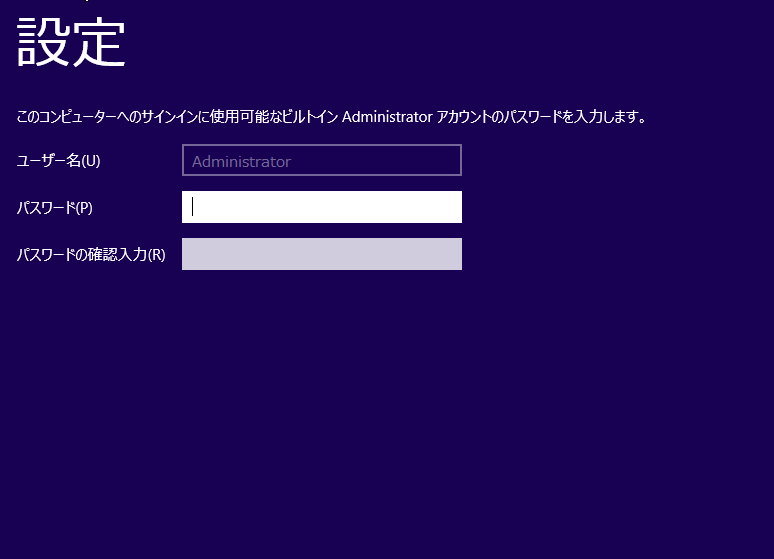 設定
このコンピューターへのサインインに使用可能なビルトイン Administrator アカウントのパスワードを入力します。
ユーザー名(U)
Administrator
パスワード(P)
パスワードの確認入力(R)